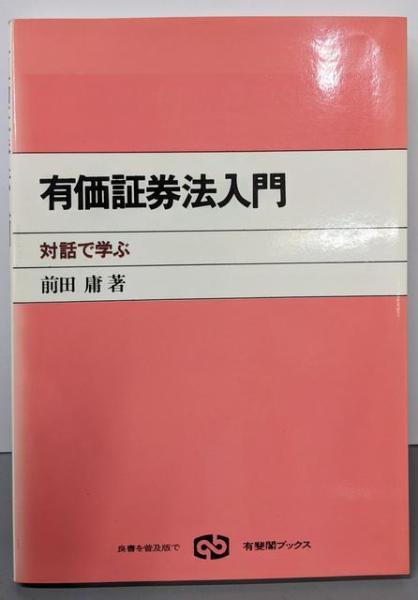 有価証券法入門
対話で学ぶ
前田 庸 著
良書を普及版で
有斐閣ブックス